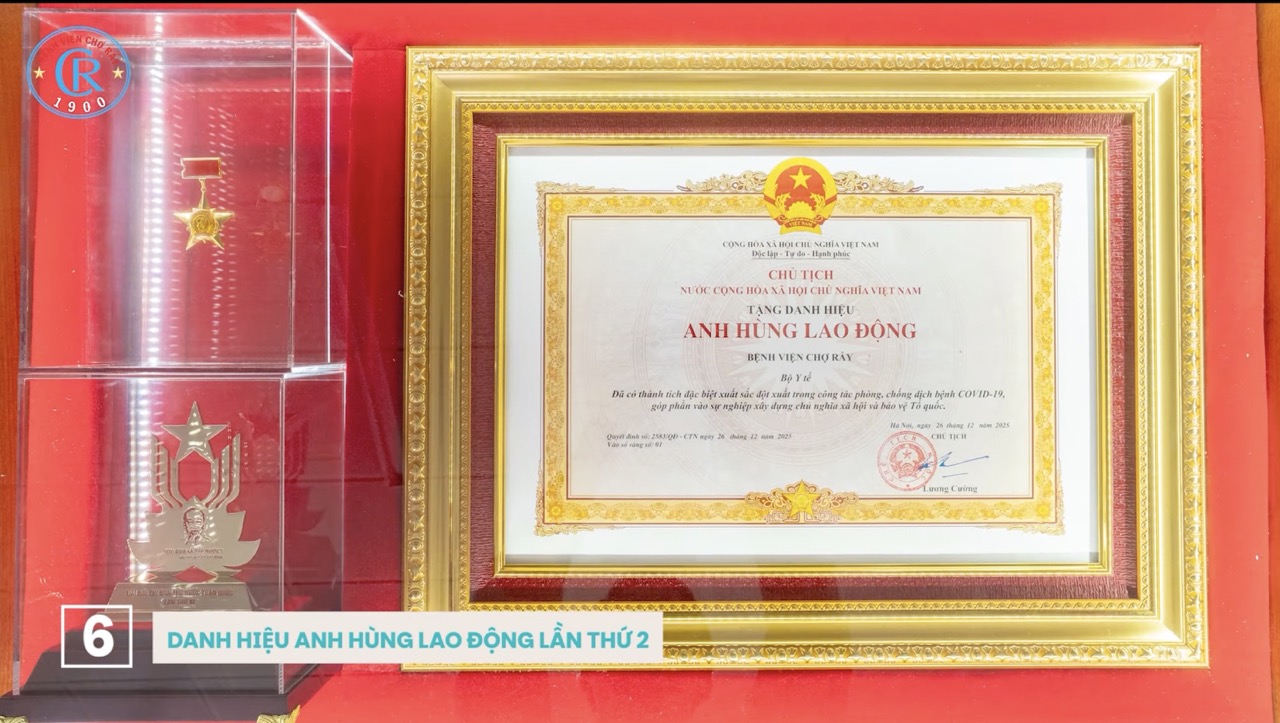 BỆNH VIỆN CHỢ RẪY
CR
1900
VIỆT NAM
CỘNG HÒA XÃ HỘI CHỦ NGHĨA VIỆT NAM
Độc lập - Tự do - Hạnh phúc
CHỦ TỊCH
NƯỚC CỘNG HÒA XÃ HỘI CHỦ NGHĨA VIỆT NAM
TẶNG DANH HIỆU
ANH HÙNG LAO ĐỘNG
BỆNH VIỆN CHỢ RẪY
Bộ Y tế
Đã có thành tích đặc biệt xuất sắc đột xuất trong công tác phòng, chống dịch bệnh COVID-19,
góp phần vào sự nghiệp xây dựng chủ nghĩa xã hội và bảo vệ Tổ quốc.
Quyết định số: 2583/QĐ - CTN ngày 26 tháng 12 năm 2025
Vào sổ vàng số: 01
Hà Nội, ngày 26 tháng 12 năm 2025
CHỦ TỊCH
Lương Cường
6
DANH HIỆU ANH HÙNG LAO ĐỘNG LẦN THỨ 2